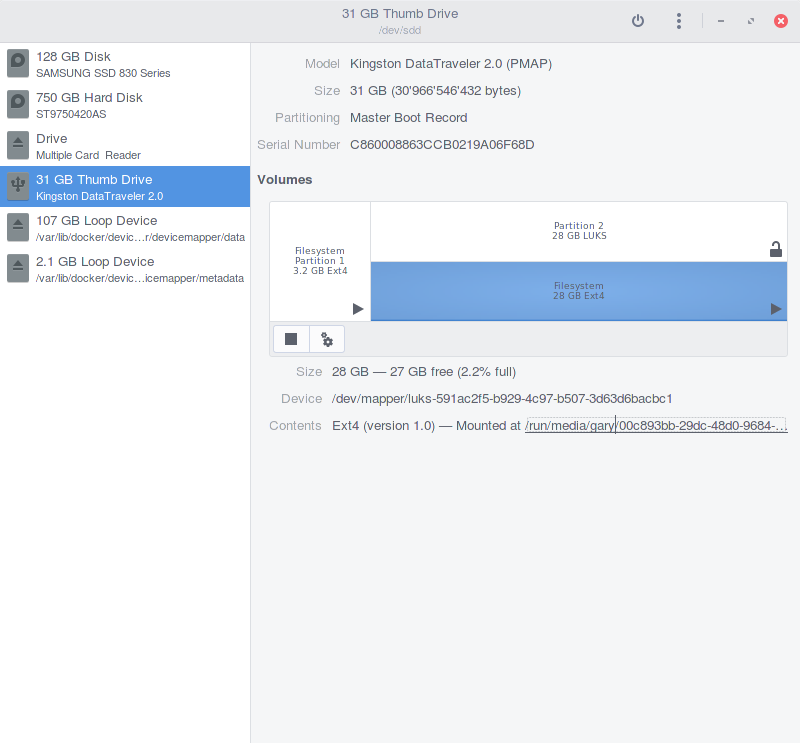 31 GB Thumb Drive
/dev/sdd
128 GB Disk
SAMSUNG SSD 830 Series
750 GB Hard Disk
ST9750420AS
Drive
Multiple Card  Reader
31 GB Thumb Drive
Kingston DataTraveler 2.0
107 GB Loop Device
/var/lib/docker/devic…r/devicemapper/data
2.1 GB Loop Device
/var/lib/docker/devic…icemapper/metadata
Model Kingston DataTraveler 2.0 (PMAP)
Size 31 GB (30'966'546'432 bytes)
Partitioning Master Boot Record
Serial Number C860008863CCB0219A06F68D
Volumes
Filesystem
Partition 1
3.2 GB Ext4
Partition 2
28 GB LUKS
Filesystem
28 GB Ext4
Size 28 GB — 27 GB free (2.2% full)
Device /dev/mapper/luks-591ac2f5-b929-4c97-b507-3d63d6bacbc1
Contents Ext4 (version 1.0) — Mounted at /run/media/gary/00c893bb-29dc-48d0-9684-…